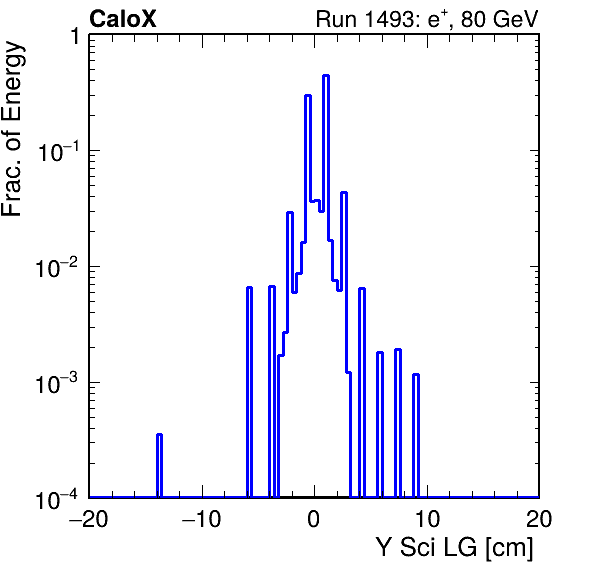 CaloX Run 1493: e⁺, 80 GeV
Frac. of Energy
1
10⁻¹
10⁻²
10⁻³
10⁻⁴
−20 −10 0 10 20
Y Sci LG [cm]